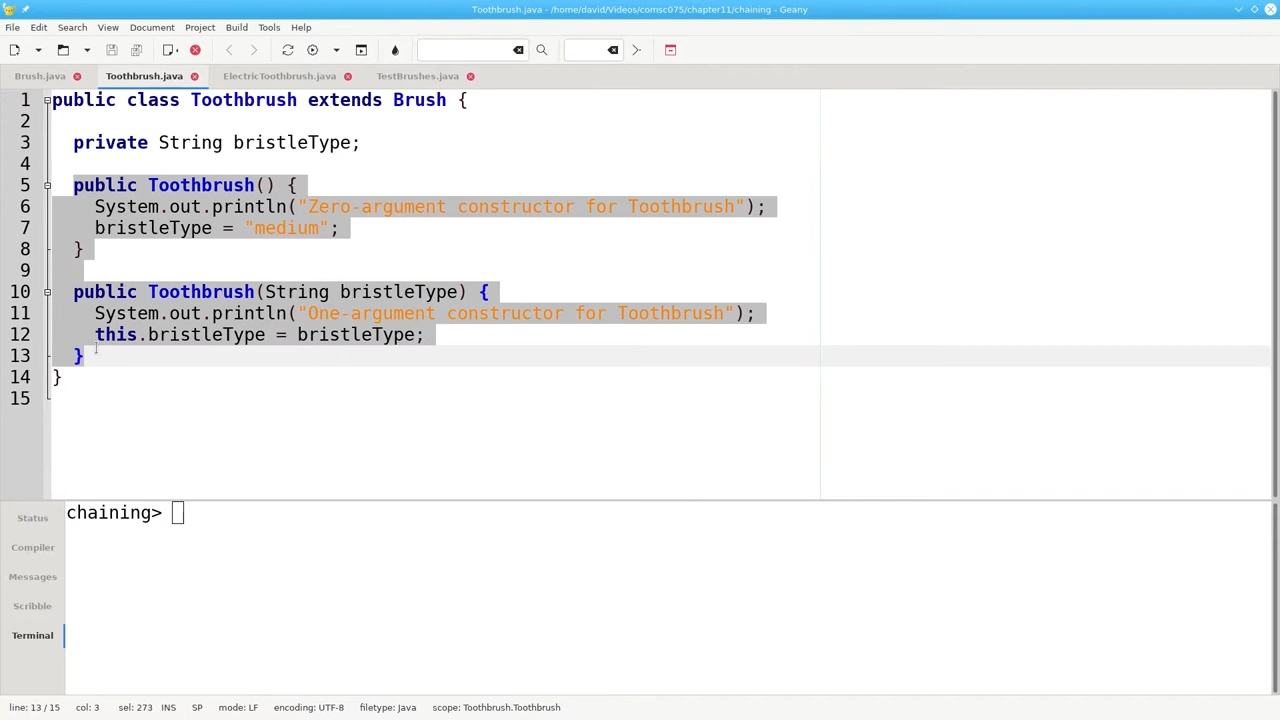 Toothbrush.java - /home/david/Videos/comsc075/chapter11/chaining - Geany
File Edit Search View Document Project Build Tools Help
Brush.java Toothbrush.java ElectricToothbrush.java TestBrushes.java
1 public class Toothbrush extends Brush {
2
3 private String bristleType;
4
5 public Toothbrush() {
6 System.out.println("Zero-argument constructor for Toothbrush");
7 bristleType = "medium";
8 }
9
10 public Toothbrush(String bristleType) {
11 System.out.println("One-argument constructor for Toothbrush");
12 this.bristleType = bristleType;
13 }
14 }
15
Status
Compiler
Messages
Scribble
Terminal
chaining>
line: 13 / 15 col: 3 sel: 273 INS SP mode: LF encoding: UTF-8 filetype: Java scope: Toothbrush.Toothbrush